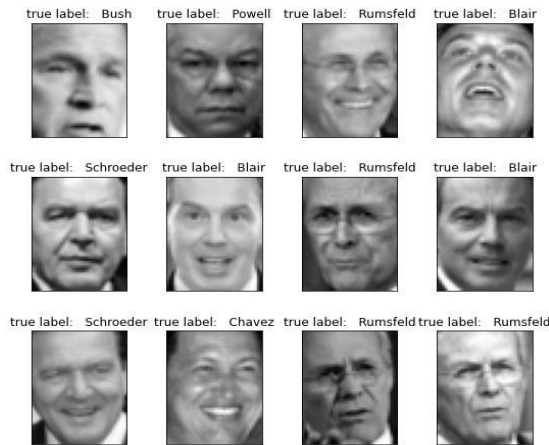 true label: Bush true label: Powell true label: Rumsfeld true label: Blair
true label: Schroeder true label: Blair true label: Rumsfeld true label: Blair
true label: Schroeder true label: Chavez true label: Rumsfeld true label: Rumsfeld